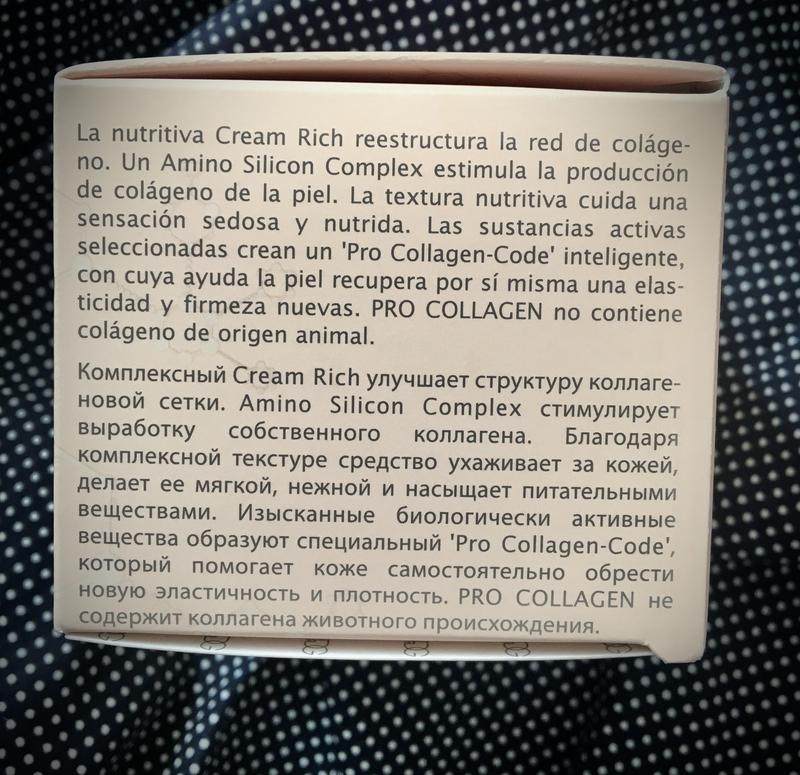 La nutritiva Cream Rich reestructura la red de coláge-
no. Un Amino Silicon Complex estimula la producción
de colágeno de la piel. La textura nutritiva cuida una
sensación sedosa y nutrida. Las sustancias activas
seleccionadas crean un 'Pro Collagen-Code' inteligente,
con cuya ayuda la piel recupera por sí misma una elas-
ticidad y firmeza nuevas. PRO COLLAGEN no contiene
colágeno de origen animal.
Комплексный Cream Rich улучшает структуру коллаге-
новой сетки. Amino Silicon Complex стимулирует
выработку собственного коллагена. Благодаря
комплексной текстуре средство ухаживает за кожей,
делает ее мягкой, нежной и насыщает питательными
веществами. Изысканные биологически активные
вещества образуют специальный 'Pro Collagen-Code',
который помогает коже самостоятельно обрести
новую эластичность и плотность. PRO COLLAGEN не
содержит коллагена животного происхождения.